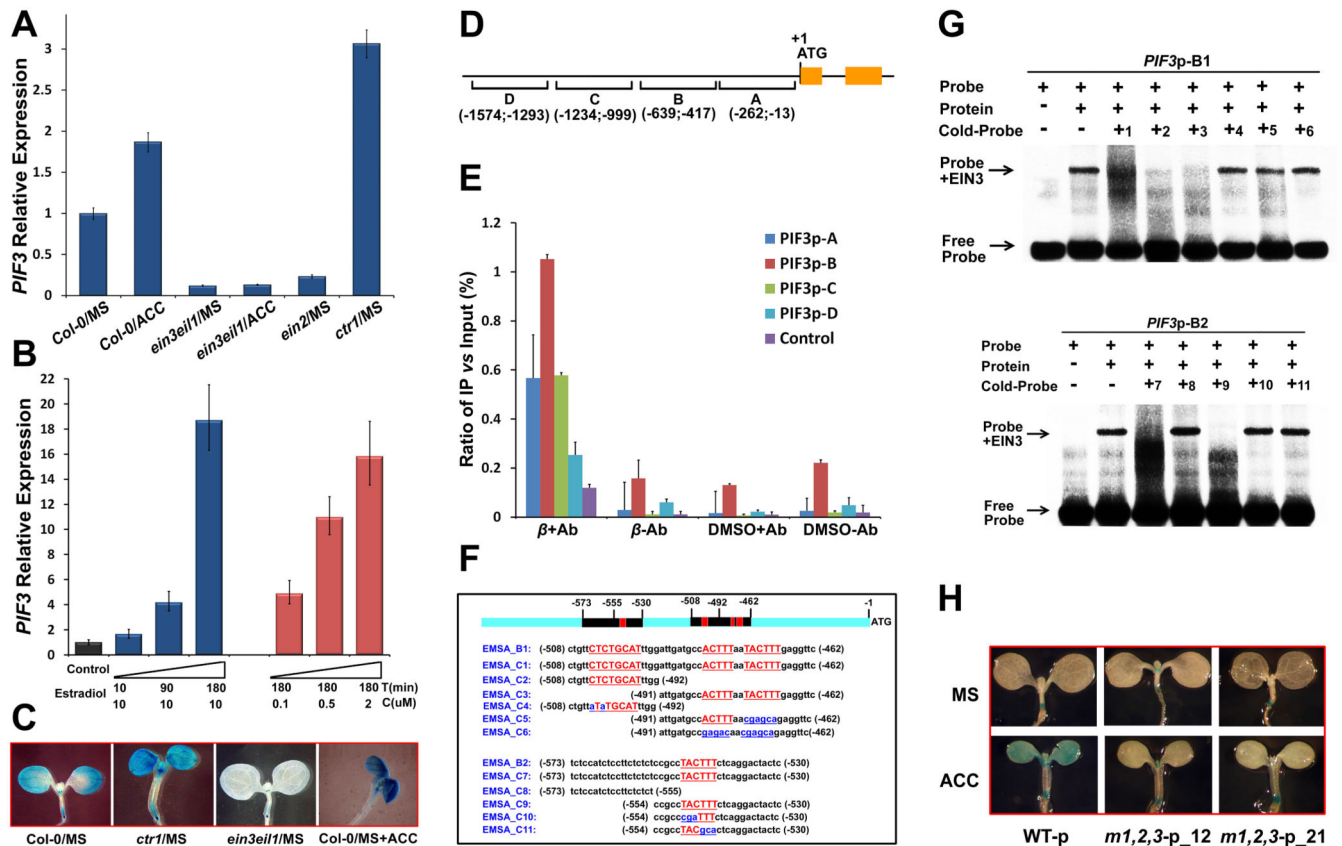 A
PIF3 Relative Expression
3
2.5
2
1.5
1
0.5
0
Col-0/MS
Col-0/ACC
ein3eil1/MS
ein3eil1/ACC
ein2/MS
ctr1/MS
B
PIF3 Relative Expression
22
20
18
16
14
12
10
8
6
4
2
0
Control
Estradiol
10 90 180 180 180 180 T(min)
10 10 10 0.1 0.5 2 C(uM)
C
Col-0/MS
ctr1/MS
ein3eil1/MS
Col-0/MS+ACC
D
+1
ATG
D C B A
(-1574;-1293) (-1234;-999) (-639;-417) (-262;-13)
E
Ratio of IP vs Input (%)
1.2
1
0.8
0.6
0.4
0.2
0
PIF3p-A
PIF3p-B
PIF3p-C
PIF3p-D
Control
β+Ab β-Ab DMSO+Ab DMSO-Ab
F
-573 -555 -530 -508 -492 -462 -1
ATG
EMSA_B1: (-508) ctgttCTCTGCATttggattgatgccACTTTaaTACTTTgaggttc (-462)
EMSA_C1: (-508) ctgttCTCTGCATttggattgatgccACTTTaaTACTTTgaggttc (-462)
EMSA_C2: (-508) ctgttCTCTGCATttgg (-492)
EMSA_C3: (-491) attgatgccACTTTaaTACTTTgaggttc (-462)
EMSA_C4: (-508) ctgttaTaTGCATttgg (-492)
EMSA_C5: (-491) attgatgccACTTTaacgagcagaggttc (-462)
EMSA_C6: (-491) attgatgccgagacaacgagcagaggttc(-462)
EMSA_B2: (-573) tctccatctccttctctctccgccTACTTTctcaggactactc (-530)
EMSA_C7: (-573) tctccatctccttctctctccgccTACTTTctcaggactactc (-530)
EMSA_C8: (-573) tctccatctccttctctct (-555)
EMSA_C9: (-554) ccgccTACTTTctcaggactactc (-530)
EMSA_C10: (-554) ccgcccgaTTTctcaggactactc (-530)
EMSA_C11: (-554) ccgccTACgcactcaggactactc (-530)
G
PIF3p-B1
Probe + + + + + + + +
Protein - + + + + + + +
Cold-Probe - - +1 +2 +3 +4 +5 +6
Probe
+EIN3
Free
Probe
PIF3p-B2
Probe + + + + + + +
Protein - + + + + + +
Cold-Probe - - +7 +8 +9 +10 +11
Probe
+EIN3
Free
Probe
H
MS
ACC
WT-p m1,2,3-p_12 m1,2,3-p_21